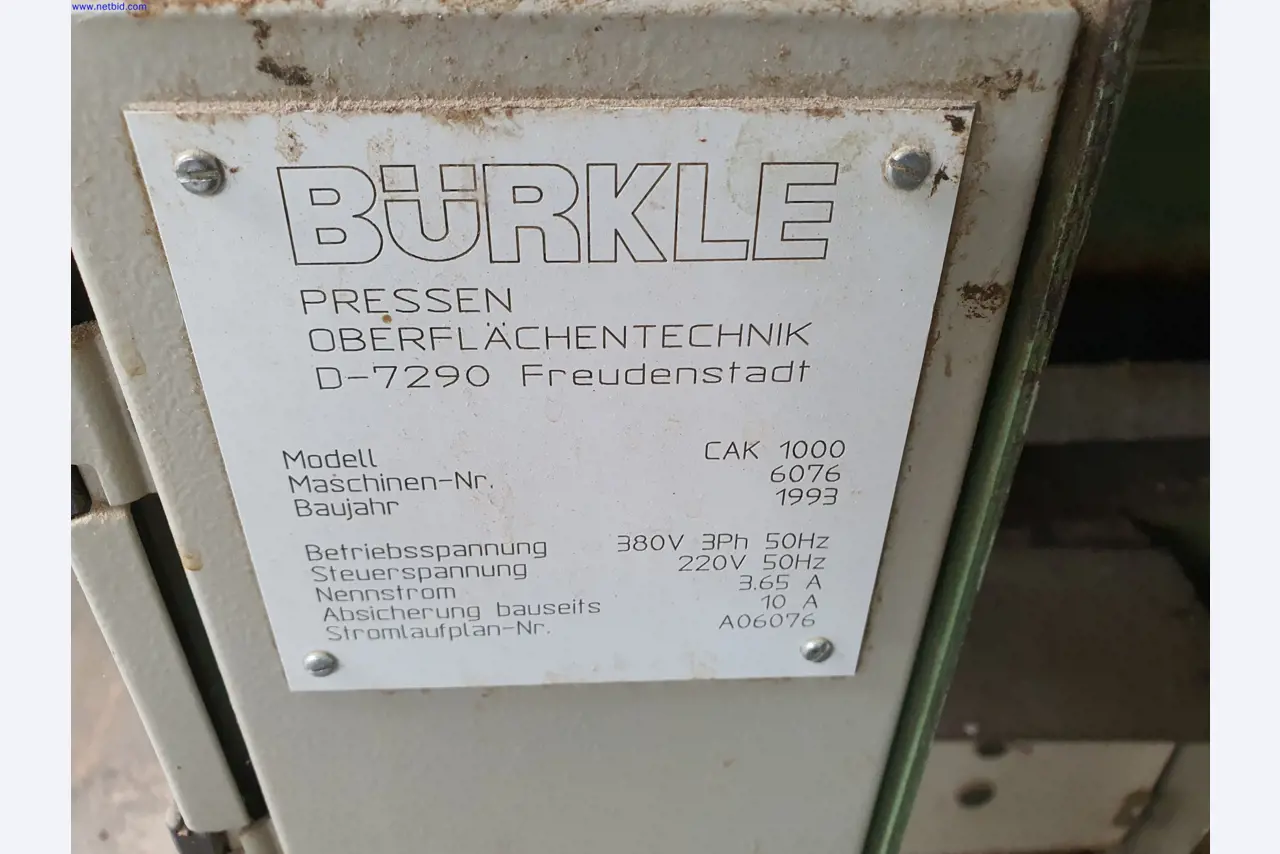 www.netbid.com
BÜRKLE
PRESSEN
OBERFLÄCHENTECHNIK
D-7290 Freudenstadt
Modell CAK 1000
Maschinen-Nr. 6076
Baujahr 1993
Betriebsspannung 380V 3Ph 50Hz
Steuerspannung 220V 50Hz
Nennstrom 3.65 A
Absicherung bauseits 10 A
Stromlaufplan-Nr. A06076